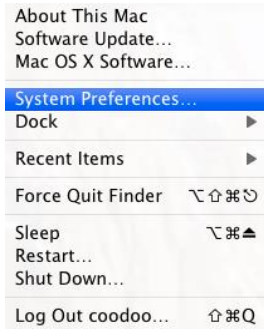 About This Mac
Software Update...
Mac OS X Software...
System Preferences...
Dock ▶
Recent Items ▶
Force Quit Finder ⌥⇧⌘⎋
Sleep ⌥⌘⏏
Restart...
Shut Down...
Log Out coodoo... ⇧⌘Q